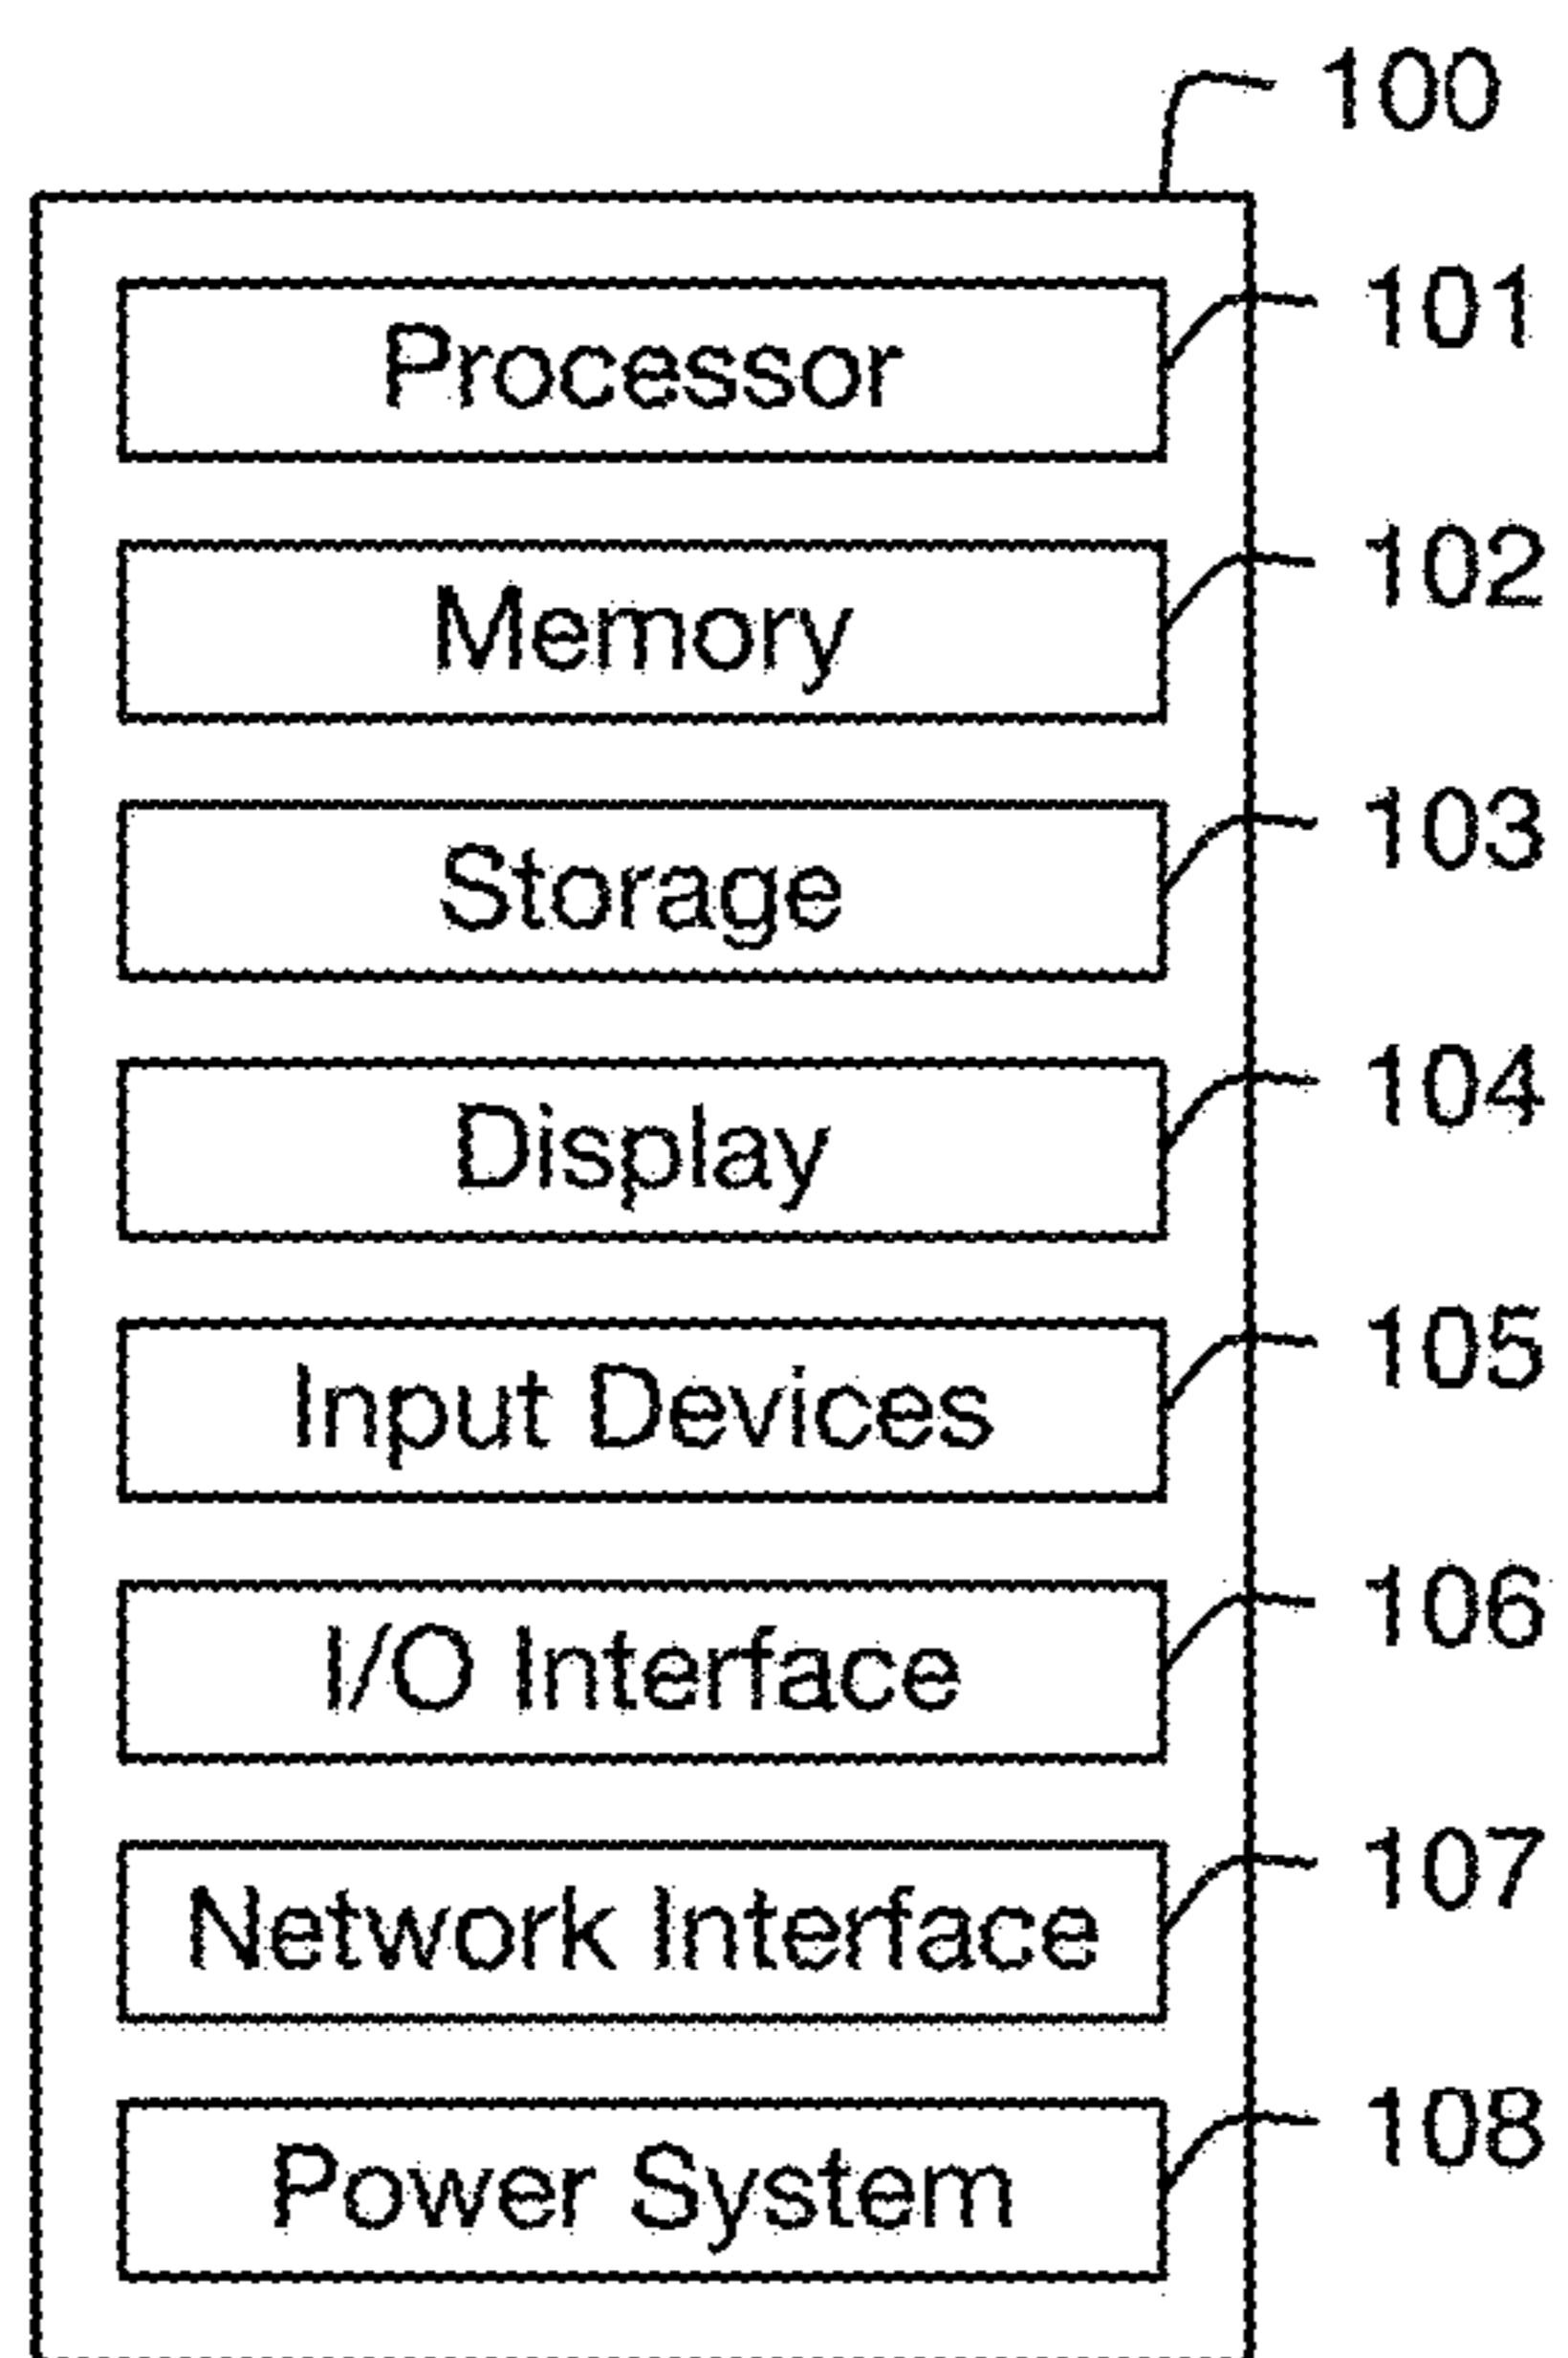 100
Processor 101
Memory 102
Storage 103
Display 104
Input Devices 105
I/O Interface 106
Network Interface 107
Power System 108